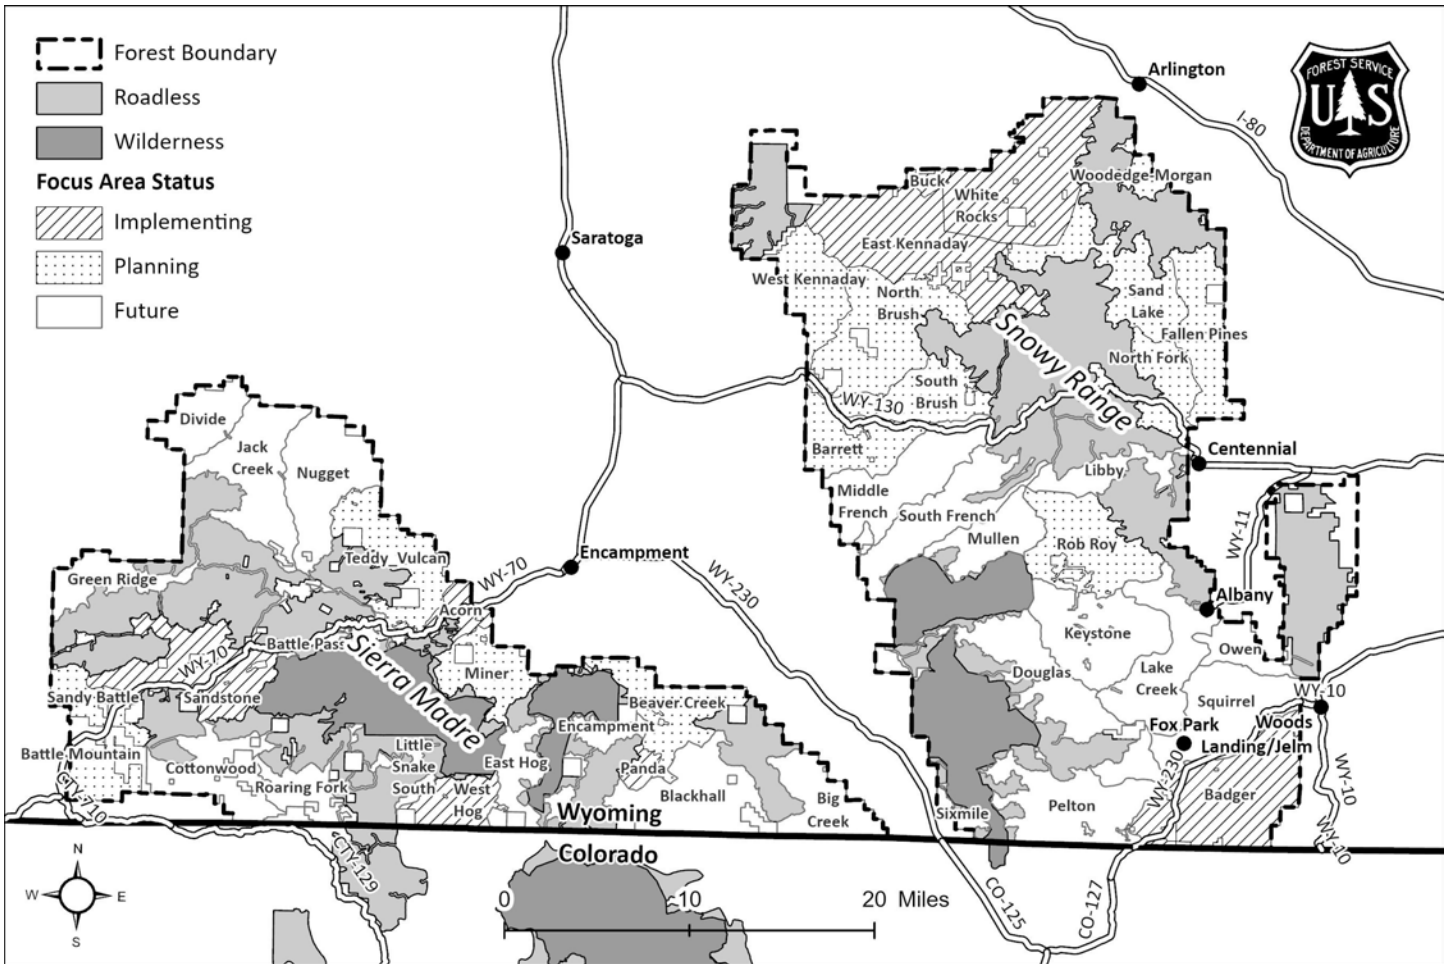 Forest Boundary
Roadless
Wilderness
Focus Area Status
Implementing
Planning
Future
FOREST SERVICE
U S
DEPARTMENT OF AGRICULTURE
Arlington
I-80
Saratoga
Buck
White
Rocks
Woodedge-Morgan
East Kennaday
West Kennaday
North
Brush
Sand
Lake
Fallen Pines
North Fork
Snowy Range
South
Brush
WY-130
Barrett
Centennial
Libby
Middle
French
South French
Mullen
Rob Roy
WY-11
Albany
Divide
Jack
Creek
Nugget
Teddy Vulcan
Encampment
WY-70
WY-230
Green Ridge
Acorn
Battle Pass
Sierra Madre
WY-70
Miner
Sandy Battle
Sandstone
Beaver Creek
Encampment
Battle Mountain
Cottonwood
Little
Snake
East Hog
Panda
Roaring Fork
South
West
Hog
Blackhall
Big
Creek
CTY-710
Keystone
Owen
Douglas
Lake
Creek
Squirrel
WY-10
Fox Park
Woods
Landing/Jelm
WY-230
Badger
WY-10
Pelton
Sixmile
WY-10
Wyoming
Colorado
CTY-129
CO-125
CO-127
N
W E
S
0 10 20 Miles